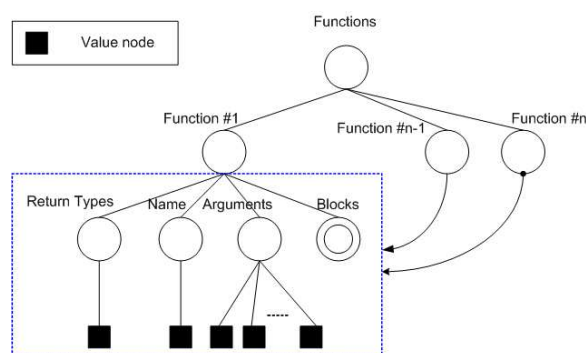 Functions
Value node
Function #1
Function #n-1
Function #n
Return Types
Name
Arguments
Blocks
-----